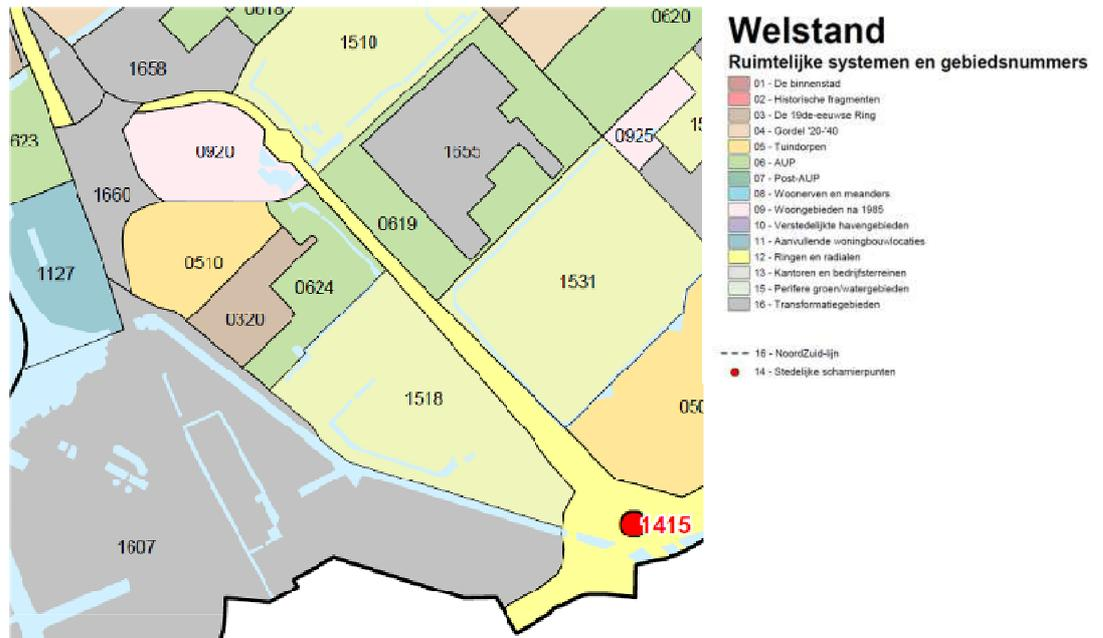 Welstand
Ruimtelijke systemen en gebiedsnummers
01 - De binnenstad
02 - Historische fragmenten
03 - De 19de-eeuwse Ring
04 - Gordel '20-'40
05 - Tuindorpen
06 - AUP
07 - Post-AUP
08 - Woonerven en meanders
09 - Woongebieden na 1985
10 - Verstedelijkte havengebieden
11 - Aanvullende woningbouwlocaties
12 - Ringen en radialen
13 - Kantoren en bedrijfsterreinen
15 - Perifere groen/watergebieden
16 - Transformatiegebieden
16 - NoordZuid-lijn
14 - Stedelijke scharnierpunten
0618
0620
1510
1658
0925
15
623
0920
1655
1660
0619
0510
1127
0624
1531
0320
1518
050
1415
1607